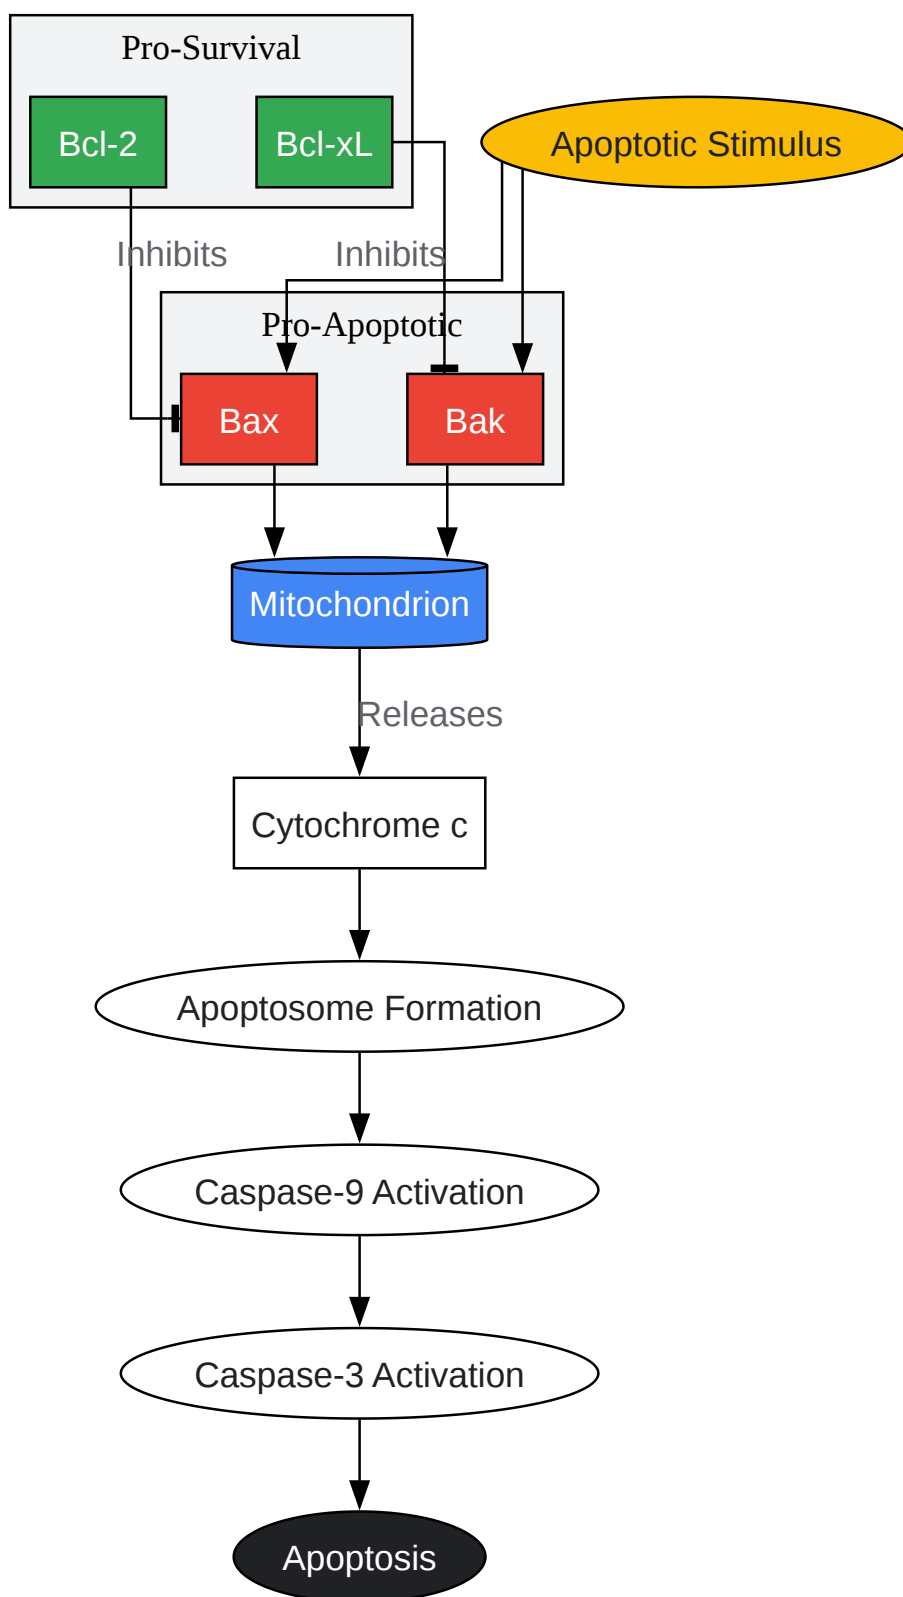 Pro-Survival
Bcl-2
Bcl-xL
Apoptotic Stimulus
Inhibits
Inhibits
Pro-Apoptotic
Bax
Bak
Mitochondrion
Releases
Cytochrome c
Apoptosome Formation
Caspase-9 Activation
Caspase-3 Activation
Apoptosis